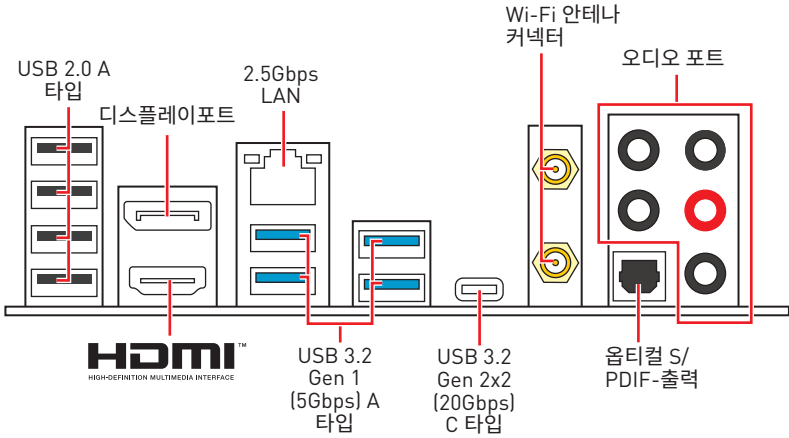 Wi-Fi 안테나
커넥터
오디오 포트
USB 2.0 A
타입
디스플레이포트
2.5Gbps
LAN
HDMI™
HIGH-DEFINITION MULTIMEDIA INTERFACE
USB 3.2
Gen 1
(5Gbps) A
타입
USB 3.2
Gen 2x2
(20Gbps)
C 타입
옵티컬 S/
PDIF-출력